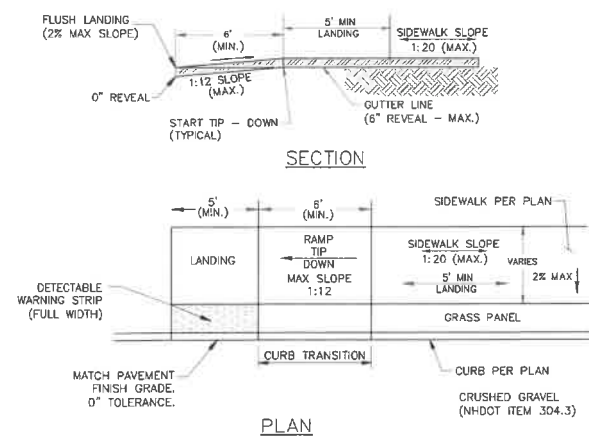 FLUSH LANDING
(2% MAX SLOPE)
6'
(MIN.)
5' MIN
LANDING
SIDEWALK SLOPE
1:20 (MAX.)
1:12 SLOPE
(MAX.)
0" REVEAL
START TIP - DOWN
(TYPICAL)
GUTTER LINE
(6" REVEAL - MAX.)
SECTION
5'
(MIN.)
6'
(MIN.)
SIDEWALK PER PLAN
LANDING
RAMP
TIP
DOWN
MAX SLOPE
1:12
SIDEWALK SLOPE
1:20 (MAX.)
5' MIN
LANDING
VARIES
2% MAX
DETECTABLE
WARNING STRIP
(FULL WIDTH)
GRASS PANEL
CURB TRANSITION
MATCH PAVEMENT
FINISH GRADE.
0" TOLERANCE.
CURB PER PLAN
CRUSHED GRAVEL
(NHDOT ITEM 304.3)
PLAN